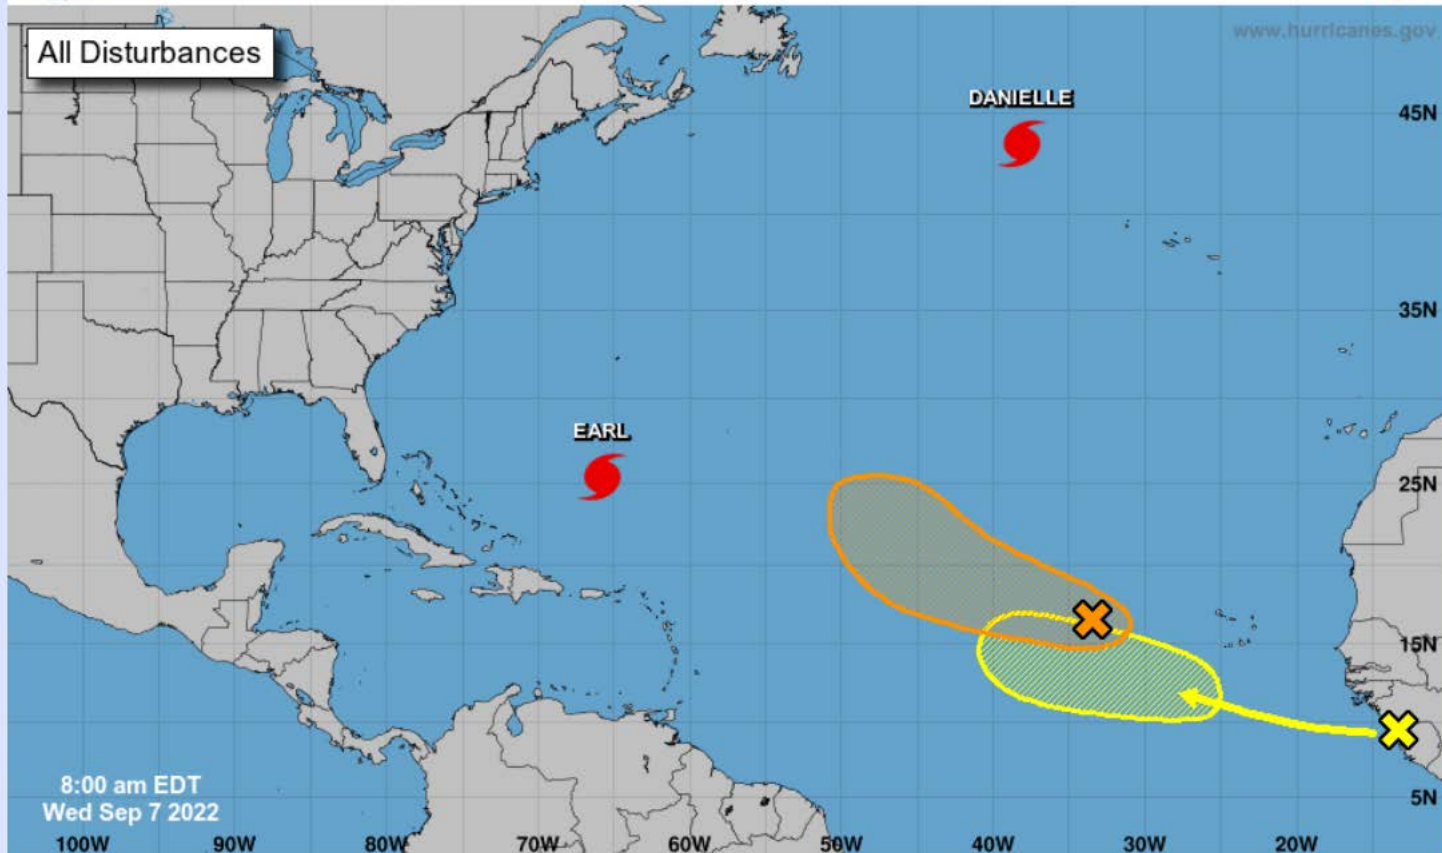 All Disturbances
www.hurricanes.gov
DANIELLE
45N
35N
EARL
25N
15N
8:00 am EDT
Wed Sep 7 2022
5N
100W 90W 80W 70W 60W 50W 40W 30W 20W